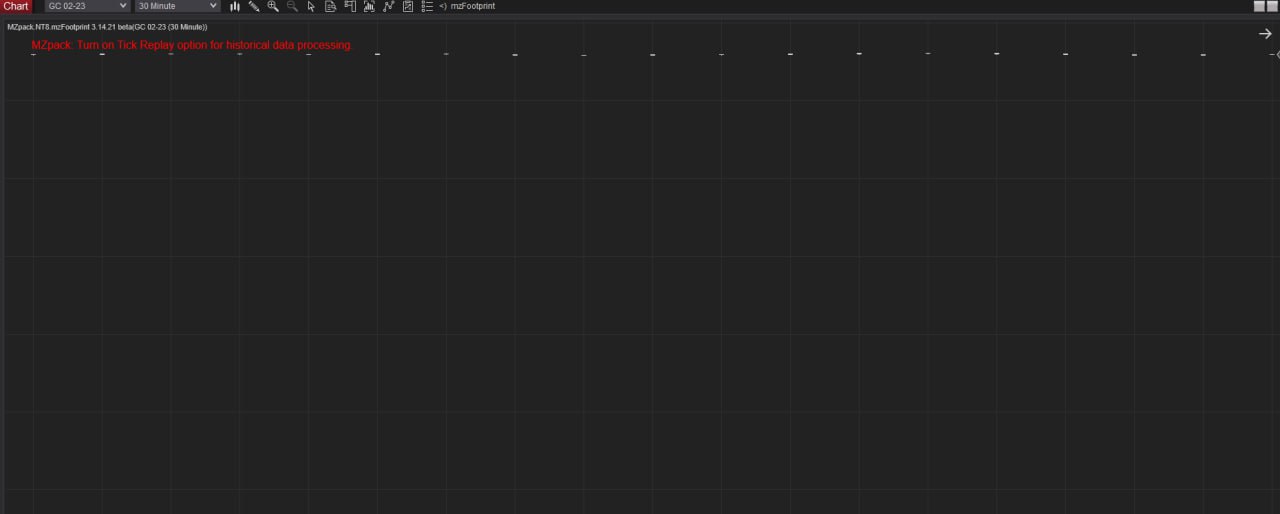 Chart GC 02-23 30 Minute <) mzFootprint
MZpack.NT8.mzFootprint 3.14.21 beta(GC 02-23 (30 Minute))
MZpack: Turn on Tick Replay option for historical data processing.